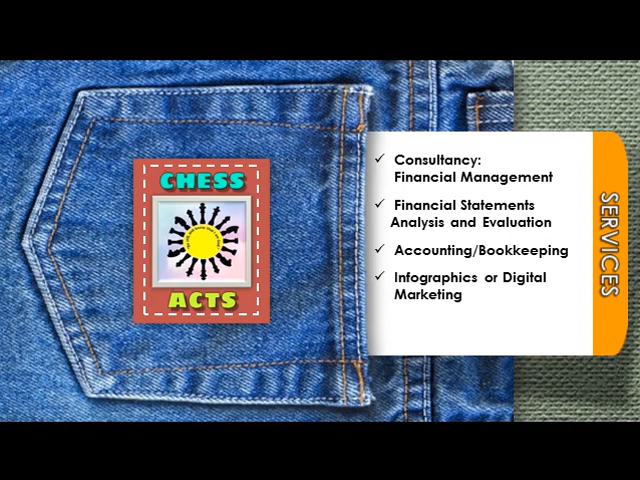 CHESS
ACTS
✓ Consultancy:
Financial Management
✓ Financial Statements
Analysis and Evaluation
✓ Accounting/Bookkeeping
✓ Infographics or Digital
Marketing
SERVICES